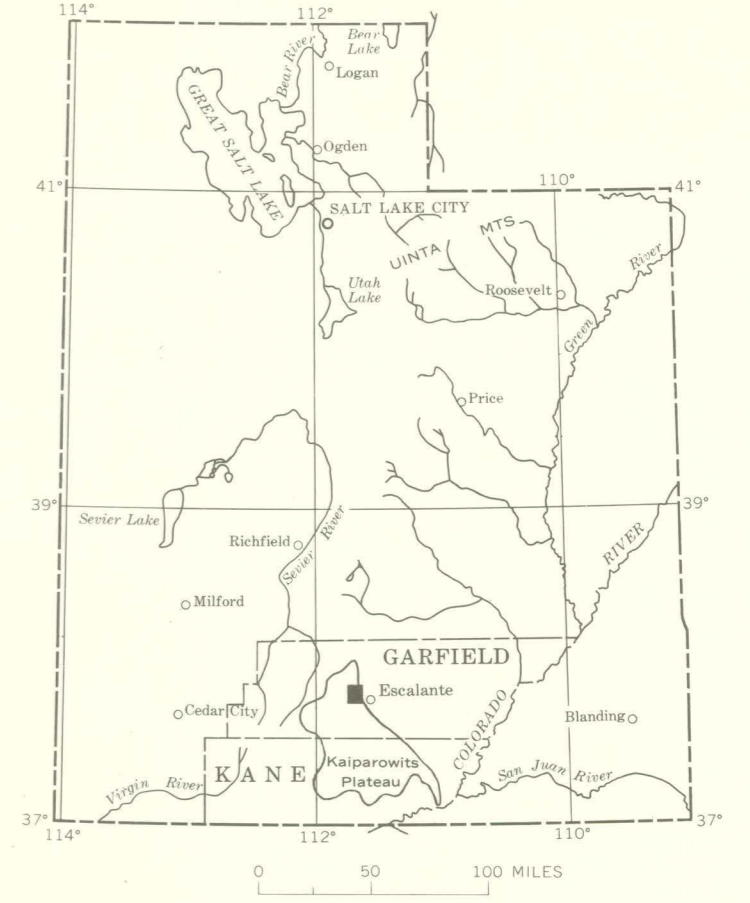 114°
112°
Bear River
Bear
Lake
Logan
GREAT SALT LAKE
Ogden
41°
110°
41°
SALT LAKE CITY
UINTA MTS
Green River
Roosevelt
Utah
Lake
Price
39°
39°
Sevier Lake
Richfield
Sevier River
COLORADO RIVER
Milford
GARFIELD
Escalante
Cedar City
Blanding
KANE
Kaiparowits
Plateau
Virgin River
San Juan River
37°
37°
114°
112°
110°
0 50 100 MILES